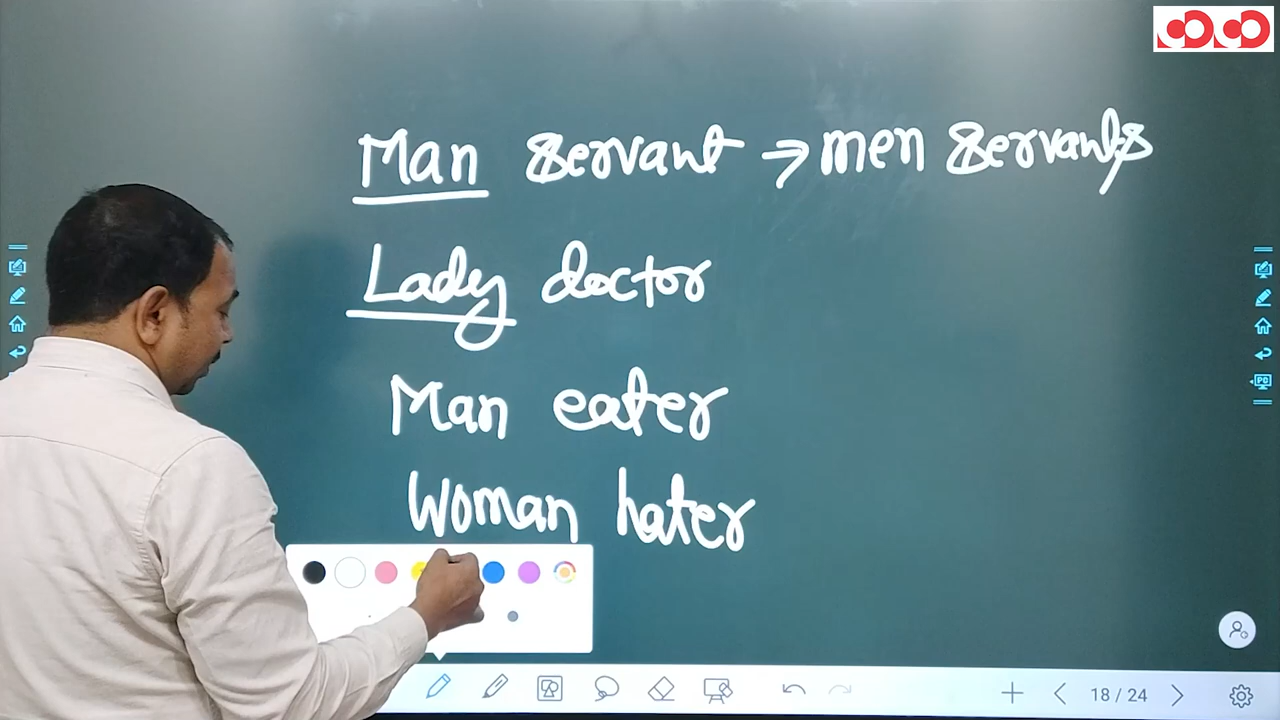 Man servant → men servants
Lady doctor
Man eater
Woman hater
18 / 24